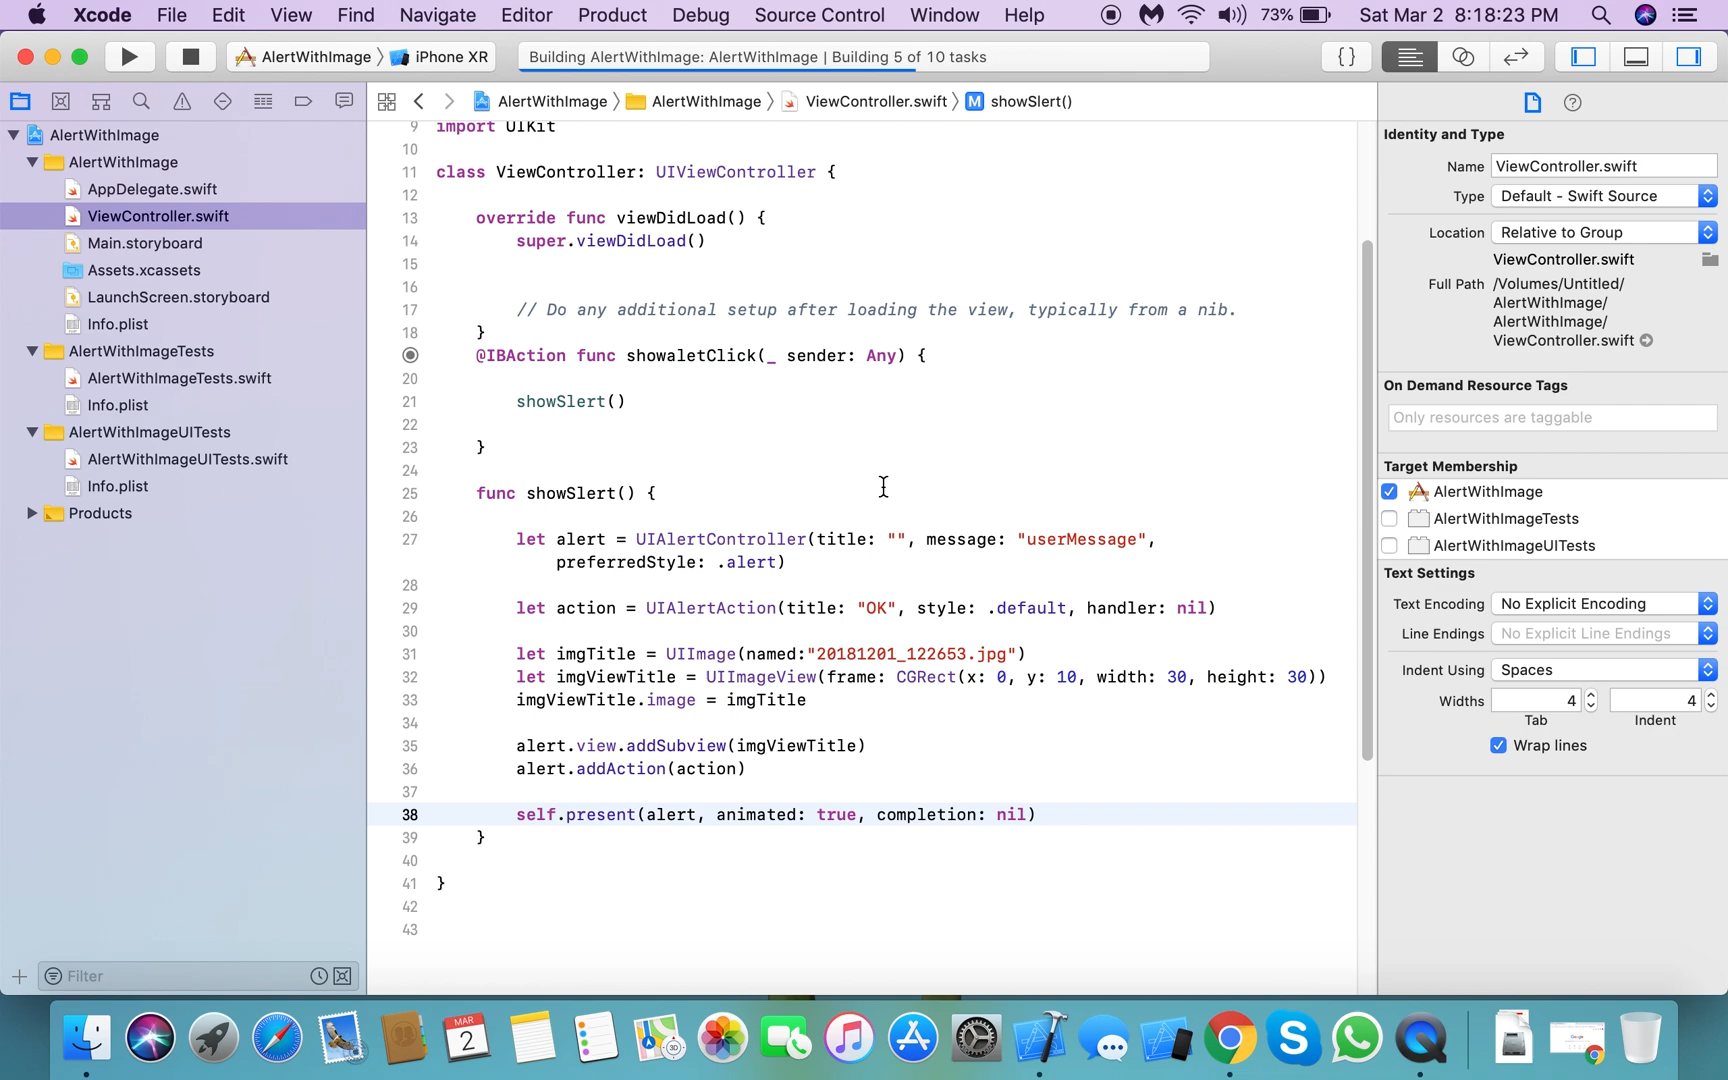 Xcode File Edit View Find Navigate Editor Product Debug Source Control Window Help 73% Sat Mar 2 8:18:23 PM
AlertWithImage iPhone XR Building AlertWithImage: AlertWithImage | Building 5 of 10 tasks { }
AlertWithImage AlertWithImage ViewController.swift M showSlert()
AlertWithImage
AlertWithImage
AppDelegate.swift
ViewController.swift
Main.storyboard
Assets.xcassets
LaunchScreen.storyboard
Info.plist
AlertWithImageTests
AlertWithImageTests.swift
Info.plist
AlertWithImageUITests
AlertWithImageUITests.swift
Info.plist
Products
Filter
9 import UIKit
10
11 class ViewController: UIViewController {
12
13 override func viewDidLoad() {
14 super.viewDidLoad()
15
16
17 // Do any additional setup after loading the view, typically from a nib.
18 }
@IBAction func showaletClick(_ sender: Any) {
20
21 showSlert()
22
23 }
24
25 func showSlert() {
26
27 let alert = UIAlertController(title: "", message: "userMessage",
preferredStyle: .alert)
28
29 let action = UIAlertAction(title: "OK", style: .default, handler: nil)
30
31 let imgTitle = UIImage(named:"20181201_122653.jpg")
32 let imgViewTitle = UIImageView(frame: CGRect(x: 0, y: 10, width: 30, height: 30))
33 imgViewTitle.image = imgTitle
34
35 alert.view.addSubview(imgViewTitle)
36 alert.addAction(action)
37
38 self.present(alert, animated: true, completion: nil)
39 }
40
41 }
42
43
Identity and Type
Name ViewController.swift
Type Default - Swift Source
Location Relative to Group
ViewController.swift
Full Path /Volumes/Untitled/
AlertWithImage/
AlertWithImage/
ViewController.swift
On Demand Resource Tags
Only resources are taggable
Target Membership
AlertWithImage
AlertWithImageTests
AlertWithImageUITests
Text Settings
Text Encoding No Explicit Encoding
Line Endings No Explicit Line Endings
Indent Using Spaces
Widths 4 4
Tab Indent
Wrap lines
MAR
2
3D